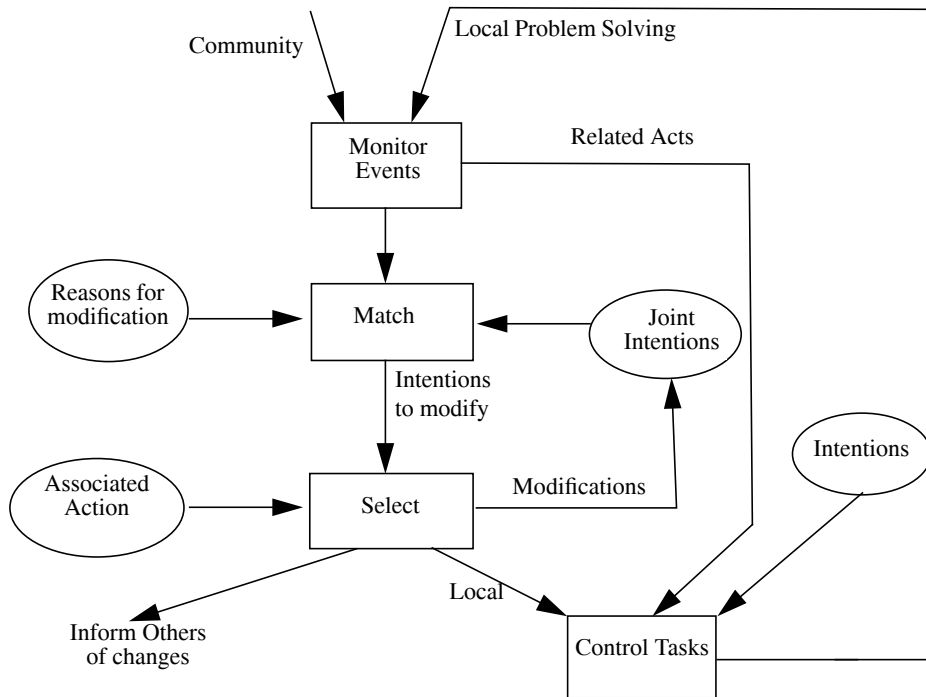 Community
Local Problem Solving
Monitor
Events
Related Acts
Reasons for
modification
Match
Joint
Intentions
Intentions
to modify
Intentions
Associated
Action
Select
Modifications
Local
Inform Others
of changes
Control Tasks